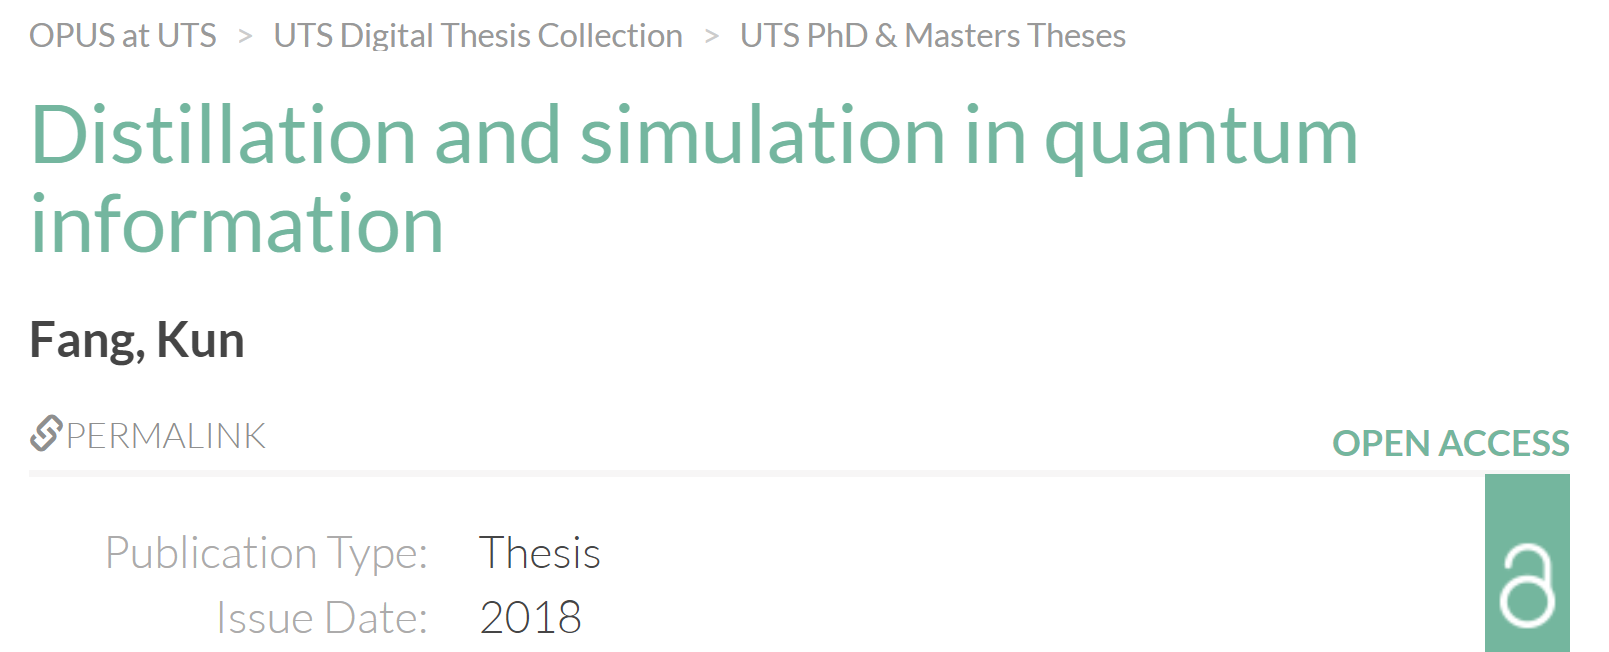 OPUS at UTS > UTS Digital Thesis Collection > UTS PhD & Masters Theses
Distillation and simulation in quantum
information
Fang, Kun
PERMALINK
OPEN ACCESS
Publication Type: Thesis
Issue Date: 2018